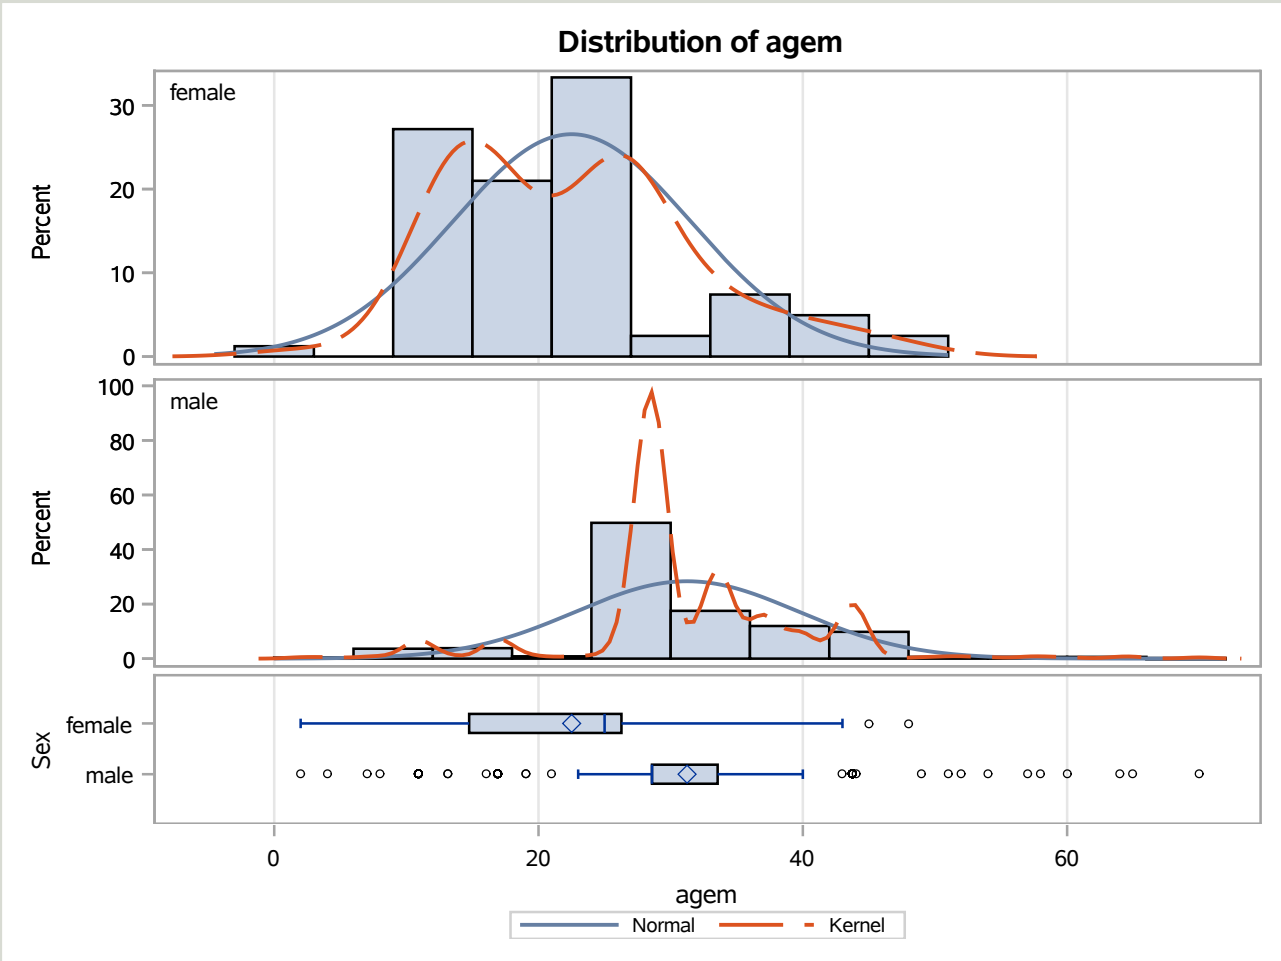 Distribution of agem
female
30
20
10
0
Percent
male
100
80
60
40
20
0
Percent
Sex
female
male
0 20 40 60
agem
Normal Kernel